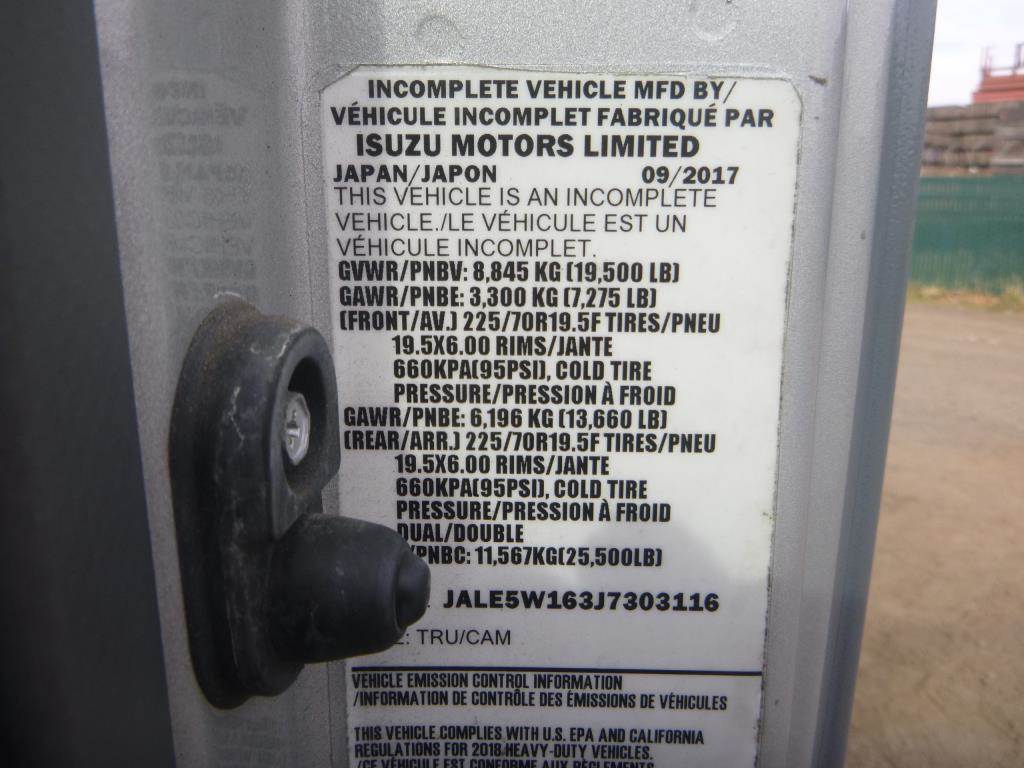 INCOMPLETE VEHICLE MFD BY/
VÉHICULE INCOMPLET FABRIQUÉ PAR
ISUZU MOTORS LIMITED
JAPAN/JAPON 09/2017
THIS VEHICLE IS AN INCOMPLETE
VEHICLE./LE VÉHICULE EST UN
VÉHICULE INCOMPLET.
GVWR/PNBV: 8,845 KG (19,500 LB)
GAWR/PNBE: 3,300 KG (7,275 LB)
(FRONT/AV.) 225/70R19.5F TIRES/PNEU
19.5X6.00 RIMS/JANTE
660KPA(95PSI), COLD TIRE
PRESSURE/PRESSION À FROID
GAWR/PNBE: 6,196 KG (13,660 LB)
(REAR/ARR.) 225/70R19.5F TIRES/PNEU
19.5X6.00 RIMS/JANTE
660KPA(95PSI), COLD TIRE
PRESSURE/PRESSION À FROID
DUAL/DOUBLE
/PNBC: 11,567KG(25,500LB)
JALE5W163J7303116
: TRU/CAM
VEHICLE EMISSION CONTROL INFORMATION
/INFORMATION DE CONTRÔLE DES ÉMISSIONS DE VÉHICULES
THIS VEHICLE COMPLIES WITH U.S. EPA AND CALIFORNIA
REGULATIONS FOR 2018 HEAVY-DUTY VEHICLES.
/CE VÉHICULE EST CONFORME AUX RÈGLEMENTS